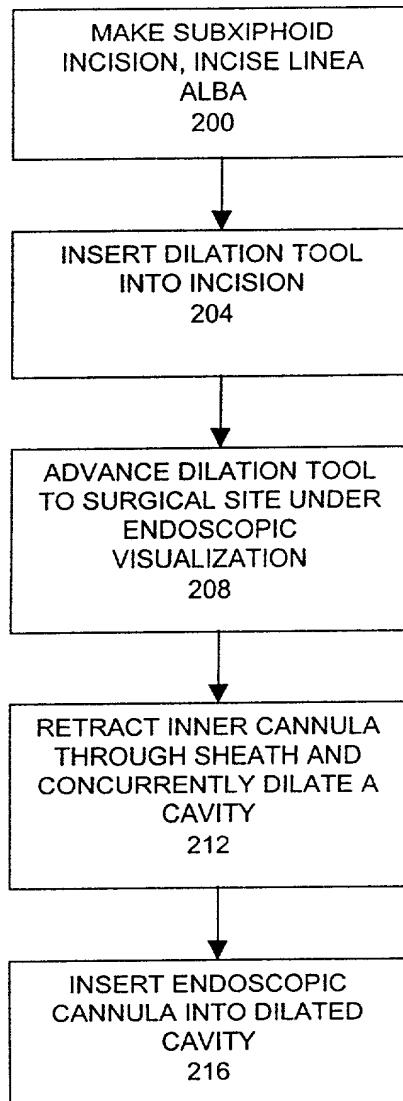 MAKE SUBXIPHOID
INCISION, INCISE LINEA
ALBA
200
INSERT DILATION TOOL
INTO INCISION
204
ADVANCE DILATION TOOL
TO SURGICAL SITE UNDER
ENDOSCOPIC
VISUALIZATION
208
RETRACT INNER CANNULA
THROUGH SHEATH AND
CONCURRENTLY DILATE A
CAVITY
212
INSERT ENDOSCOPIC
CANNULA INTO DILATED
CAVITY
216